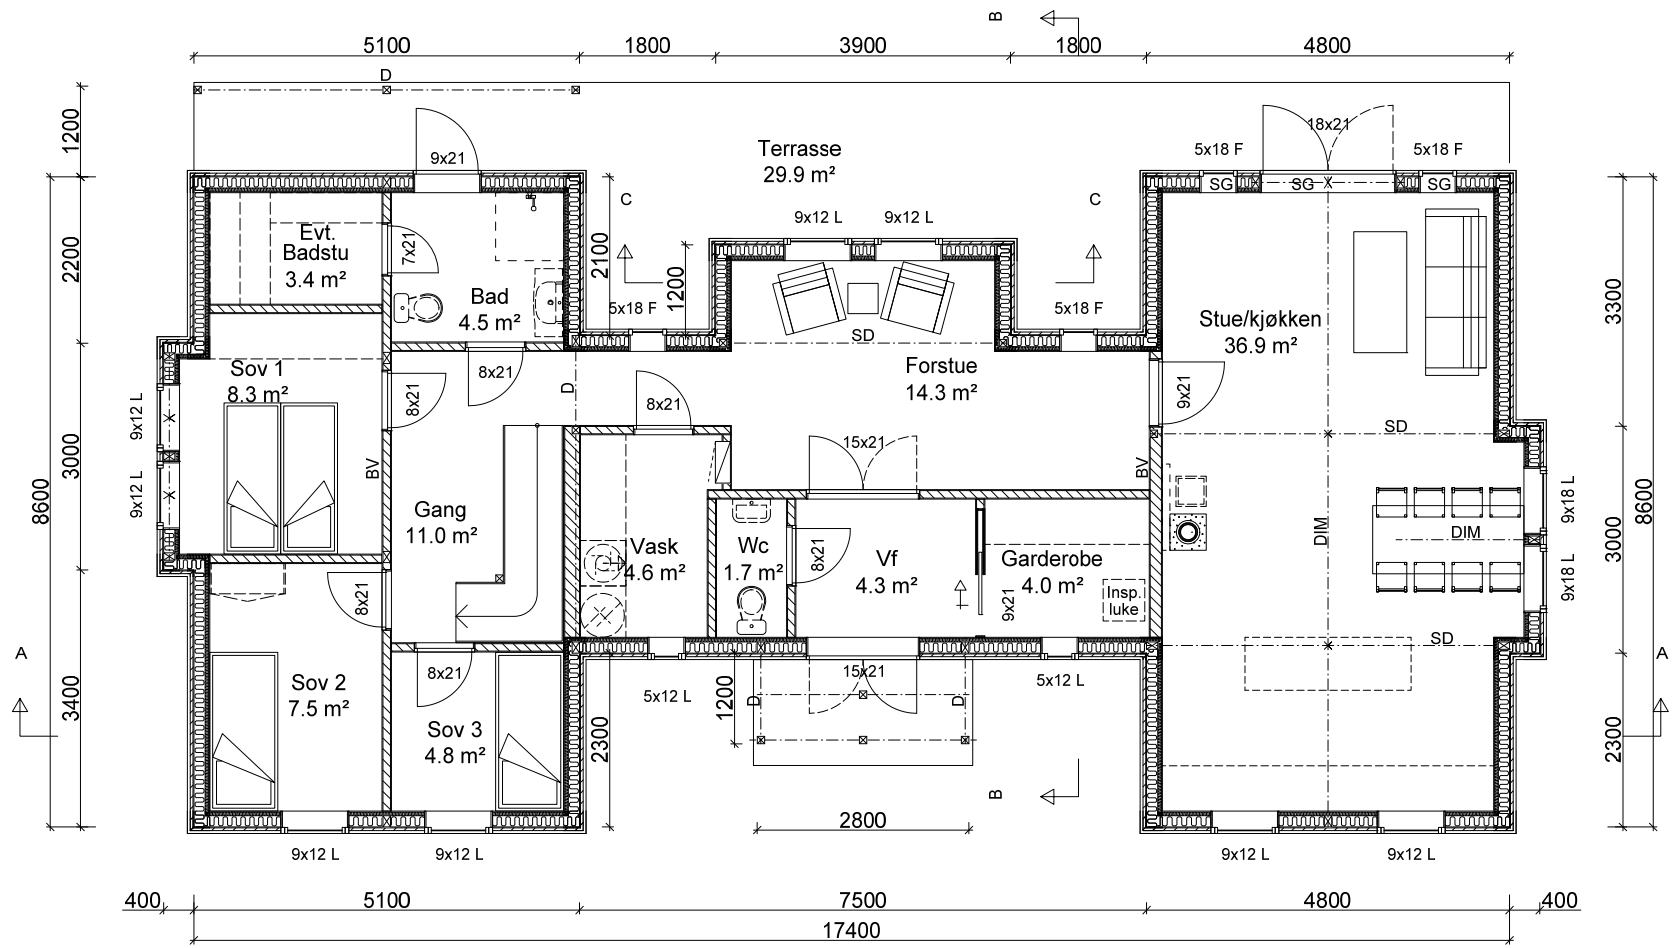 B
5100
1800
3900
1800
4800
D
1200
9x21
Terrasse
29.9 m²
18x21
5x18 F
5x18 F
SG
SG
SG
C
C
9x12 L
9x12 L
2200
2100
1200
3300
Evt.
Badstu
3.4 m²
7x21
Bad
4.5 m²
5x18 F
5x18 F
SD
Stue/kjøkken
36.9 m²
Sov 1
8.3 m²
8x21
8x21
D
8x21
Forstue
14.3 m²
9x21
9x12 L
9x12 L
3000
8600
BV
15x21
BV
SD
9x18 L
9x18 L
3000
8600
Gang
11.0 m²
Vask
4.6 m²
Wc
1.7 m²
8x21
Vf
4.3 m²
Garderobe
4.0 m²
9x21
Insp.
luke
DIM
DIM
8x21
SD
A
A
Sov 2
7.5 m²
8x21
Sov 3
4.8 m²
3400
2300
5x12 L
1200
D
15x21
D
5x12 L
2300
B
2800
9x12 L
9x12 L
9x12 L
9x12 L
400
5100
7500
4800
400
17400